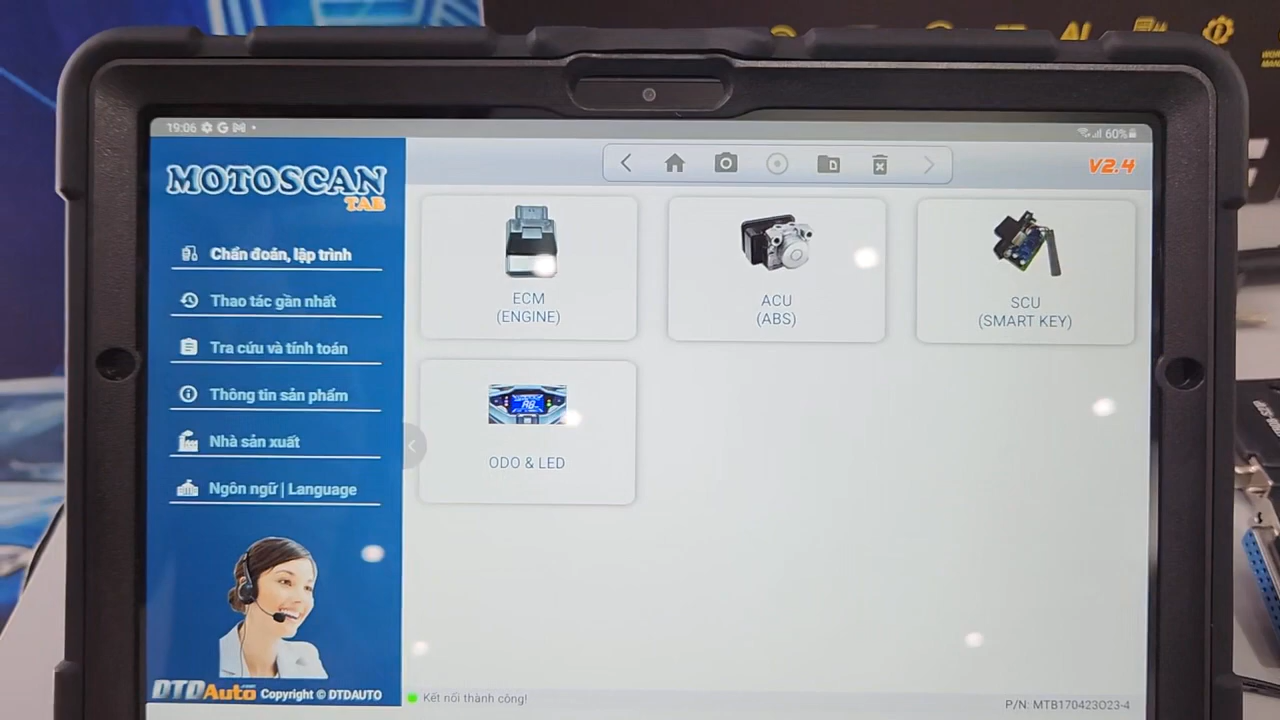 19:06
60%
MOTOSCAN
TAB
V2.4
Chẩn đoán, lập trình
Thao tác gần nhất
Tra cứu và tính toán
Thông tin sản phẩm
Nhà sản xuất
Ngôn ngữ | Language
ECM
(ENGINE)
ACU
(ABS)
SCU
(SMART KEY)
ODO & LED
DTDAuto Copyright © DTDAUTO
Kết nối thành công!
P/N: MTB170423O23-4